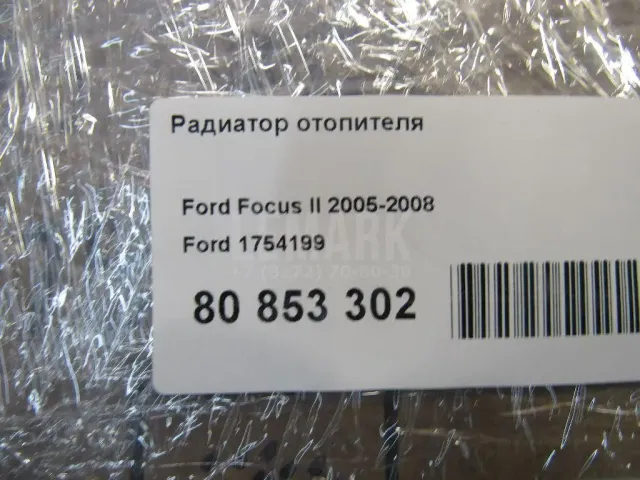 Радиатор отопителя
Ford Focus II 2005-2008
Ford 1754199
80 853 302